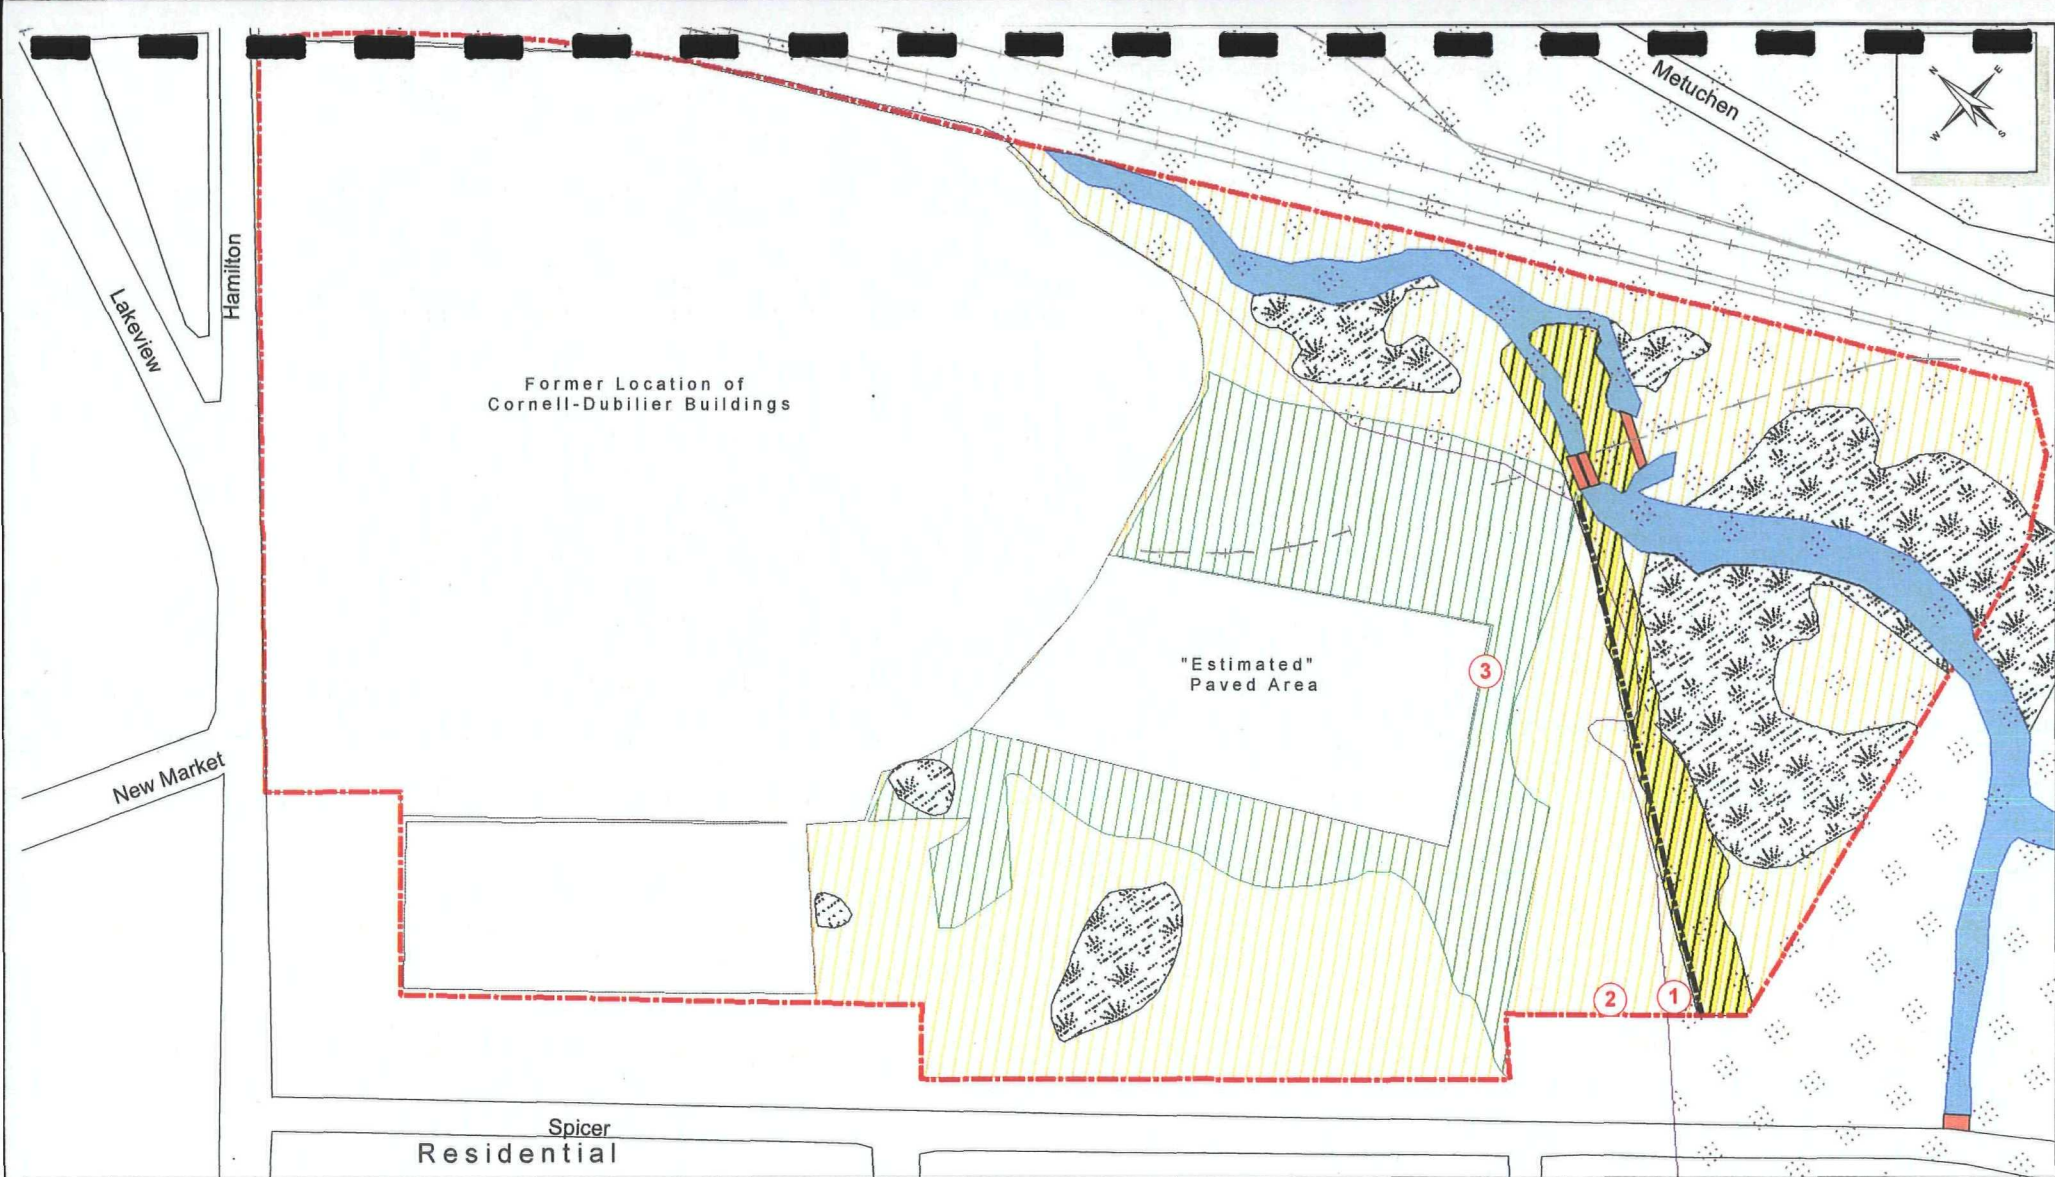 Metuchen
N
E
W
S
Hamilton
Lakeview
Former Location of
Cornell-Dubilier Buildings
"Estimated"
Paved Area
3
New Market
2
1
Spicer
Residential